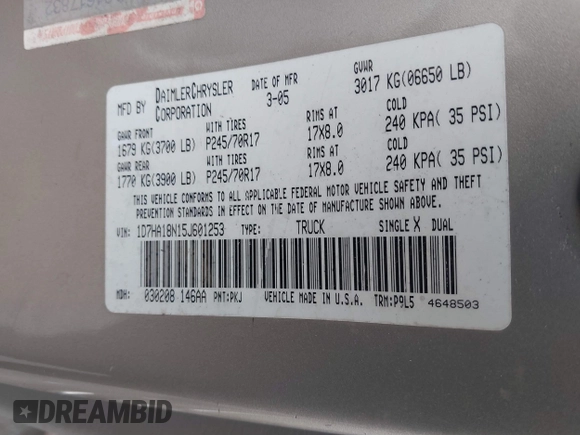 MFD BY DAIMLERCHRYSLER CORPORATION DATE OF MFR 3-05 GVWR 3017 KG(06650 LB)
GAWR FRONT WITH TIRES RIMS AT COLD
1679 KG(3700 LB) P245/70R17 17X8.0 240 KPA( 35 PSI)
GAWR REAR WITH TIRES RIMS AT COLD
1770 KG(3900 LB) P245/70R17 17X8.0 240 KPA( 35 PSI)
THIS VEHICLE CONFORMS TO ALL APPLICABLE FEDERAL MOTOR VEHICLE SAFETY AND THEFT
PREVENTION STANDARDS IN EFFECT ON THE DATE OF MANUFACTURE SHOWN ABOVE.
VIN: 1D7HA18N15J601253 TYPE: TRUCK SINGLE X DUAL
MDH: 030208 146AA PNT:PKJ VEHICLE MADE IN U.S.A. TRM:P9L5 4648503
DREAMBID